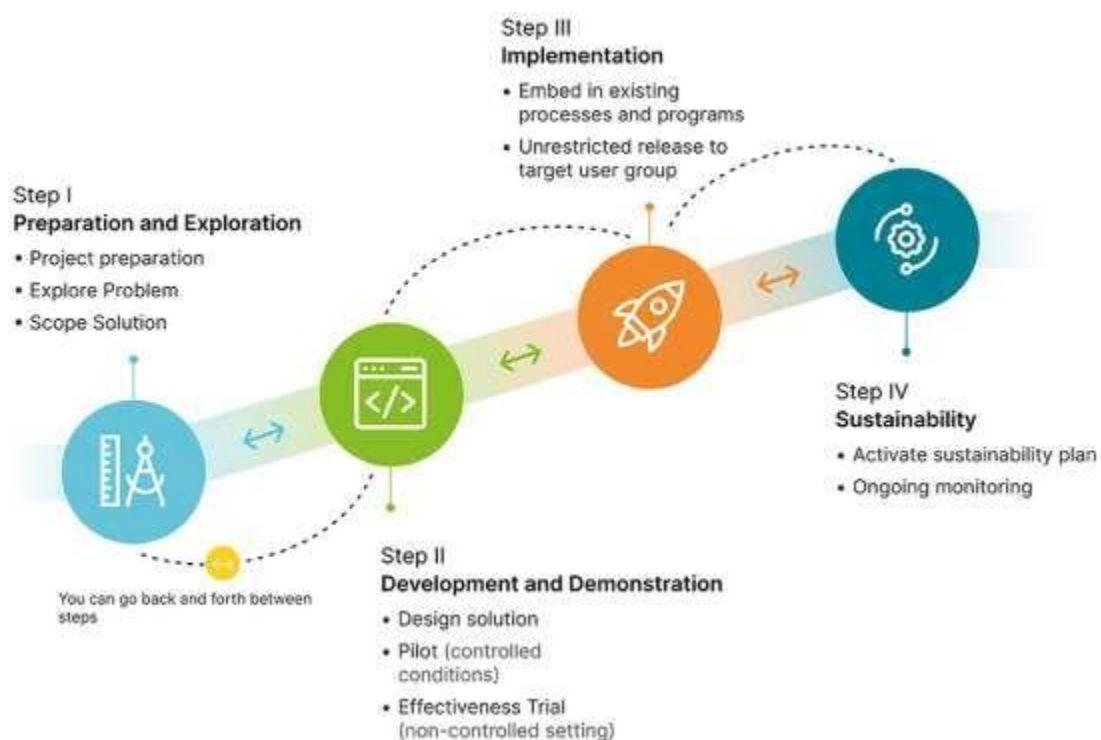 Step I
Preparation and Exploration
• Project preparation
• Explore Problem
• Scope Solution
You can go back and forth between
steps
Step II
Development and Demonstration
• Design solution
• Pilot (controlled
conditions)
• Effectiveness Trial
(non-controlled setting)
Step III
Implementation
• Embed in existing
processes and programs
• Unrestricted release to
target user group
Step IV
Sustainability
• Activate sustainability plan
• Ongoing monitoring